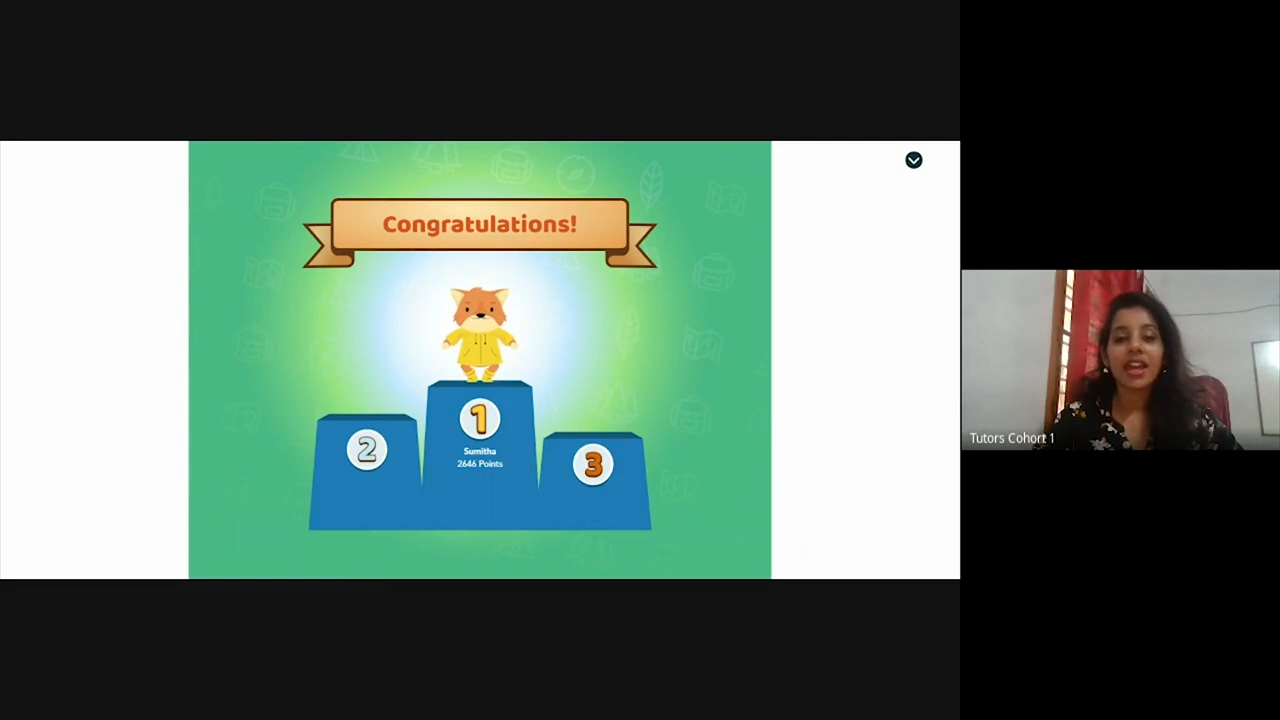 Congratulations!
1
Sumitha
2646 Points
2
3
Tutors Cohort 1